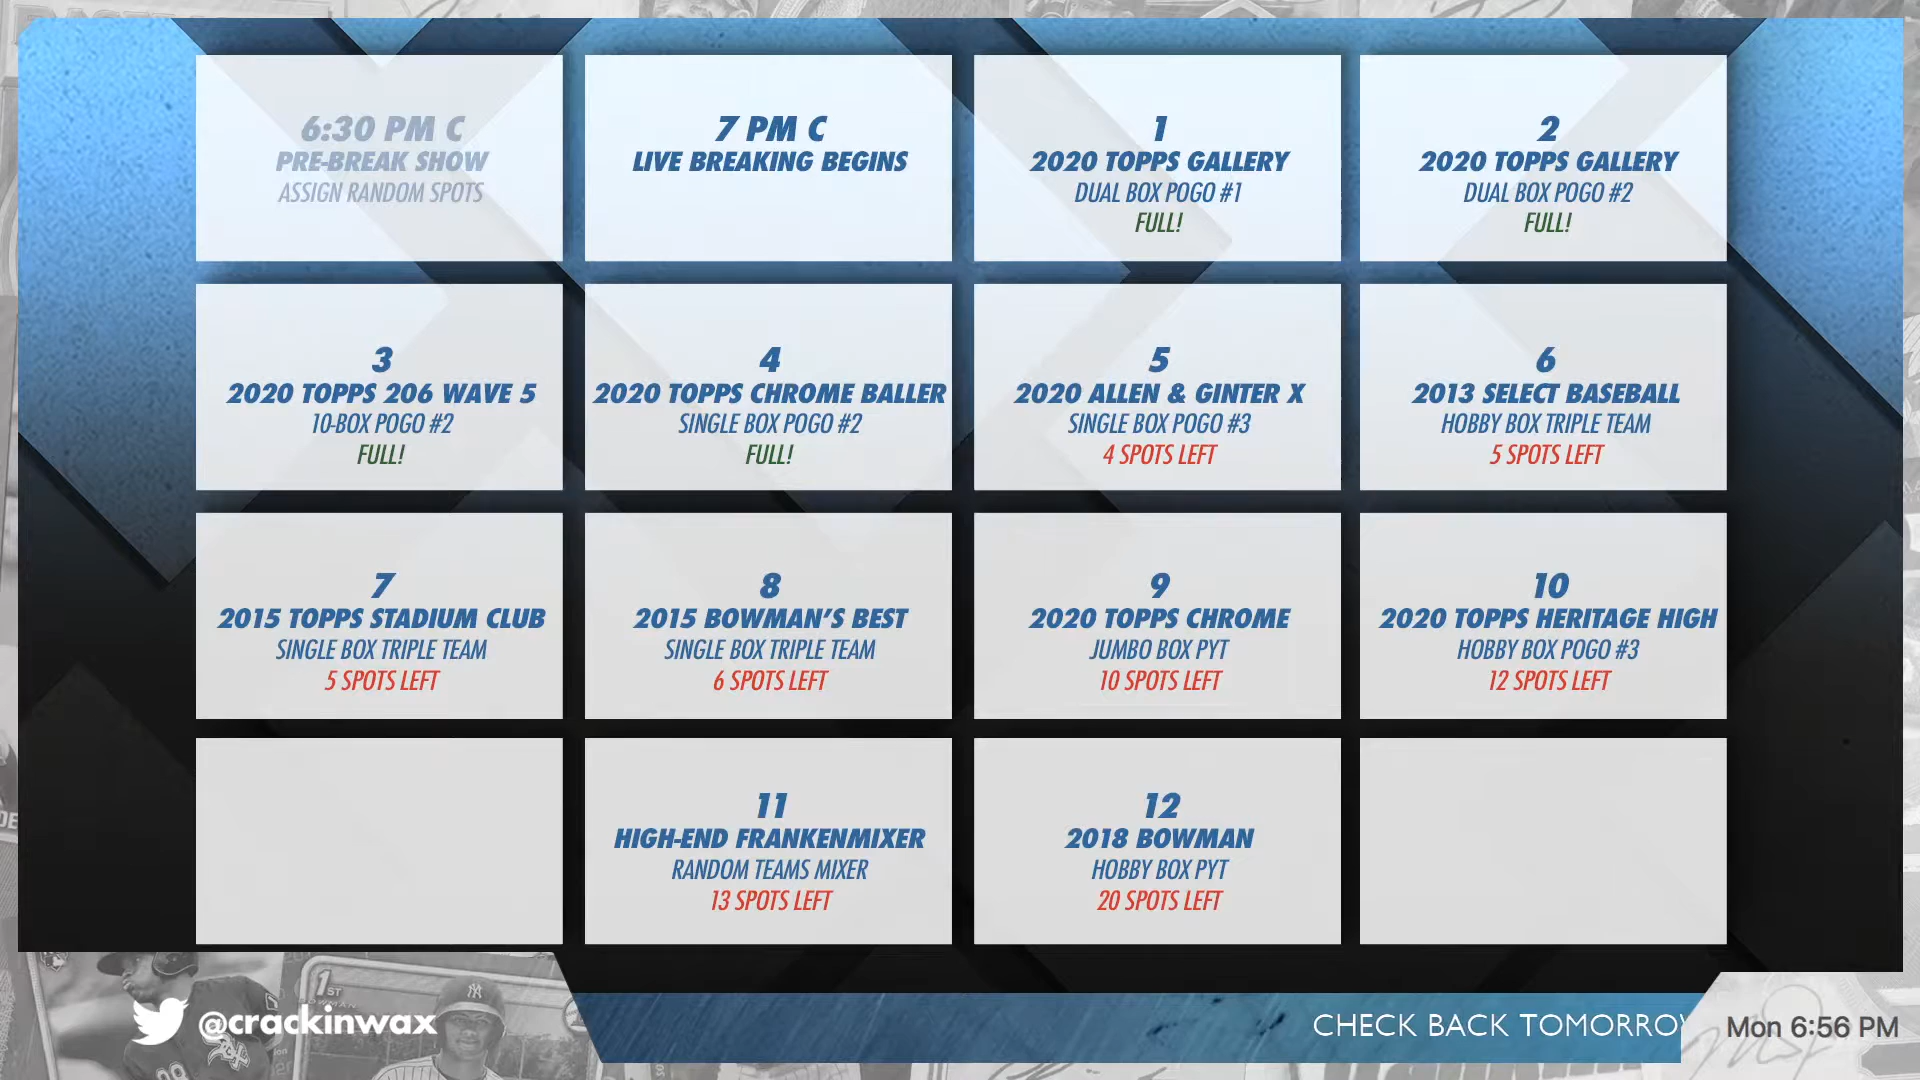 6:30 PM C
PRE-BREAK SHOW
ASSIGN RANDOM SPOTS
7 PM C
LIVE BREAKING BEGINS
1
2020 TOPPS GALLERY
DUAL BOX POGO #1
FULL!
2
2020 TOPPS GALLERY
DUAL BOX POGO #2
FULL!
3
2020 TOPPS 206 WAVE 5
10-BOX POGO #2
FULL!
4
2020 TOPPS CHROME BALLER
SINGLE BOX POGO #2
FULL!
5
2020 ALLEN & GINTER X
SINGLE BOX POGO #3
4 SPOTS LEFT
6
2013 SELECT BASEBALL
HOBBY BOX TRIPLE TEAM
5 SPOTS LEFT
7
2015 TOPPS STADIUM CLUB
SINGLE BOX TRIPLE TEAM
5 SPOTS LEFT
8
2015 BOWMAN’S BEST
SINGLE BOX TRIPLE TEAM
6 SPOTS LEFT
9
2020 TOPPS CHROME
JUMBO BOX PYT
10 SPOTS LEFT
10
2020 TOPPS HERITAGE HIGH
HOBBY BOX POGO #3
12 SPOTS LEFT
11
HIGH-END FRANKENMIXER
RANDOM TEAMS MIXER
13 SPOTS LEFT
12
2018 BOWMAN
HOBBY BOX PYT
20 SPOTS LEFT
1ST
BOWMAN
@crackinwax
CHECK BACK TOMORRO
Mon 6:56 PM